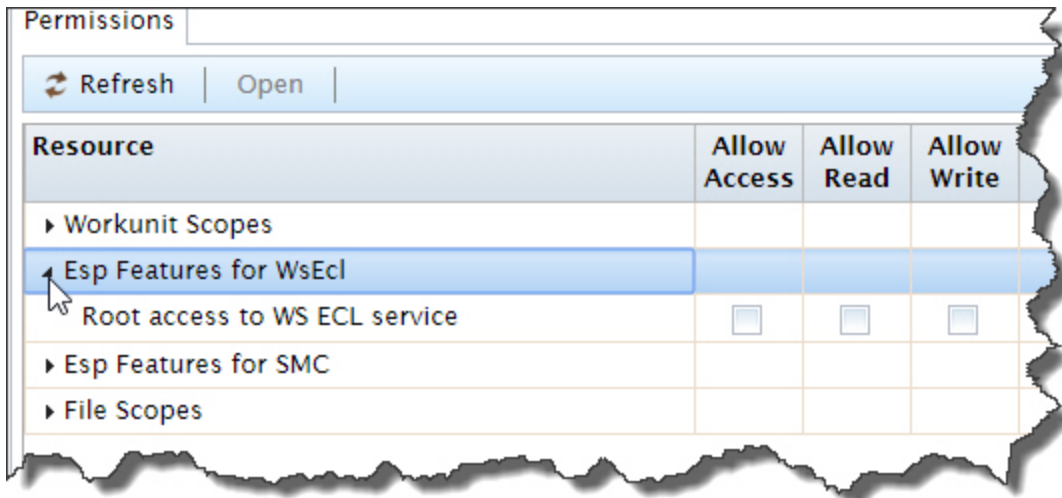 Permissions
Refresh Open
Resource Allow Access Allow Read Allow Write
Workunit Scopes
Esp Features for WsEcl
Root access to WS ECL service
Esp Features for SMC
File Scopes